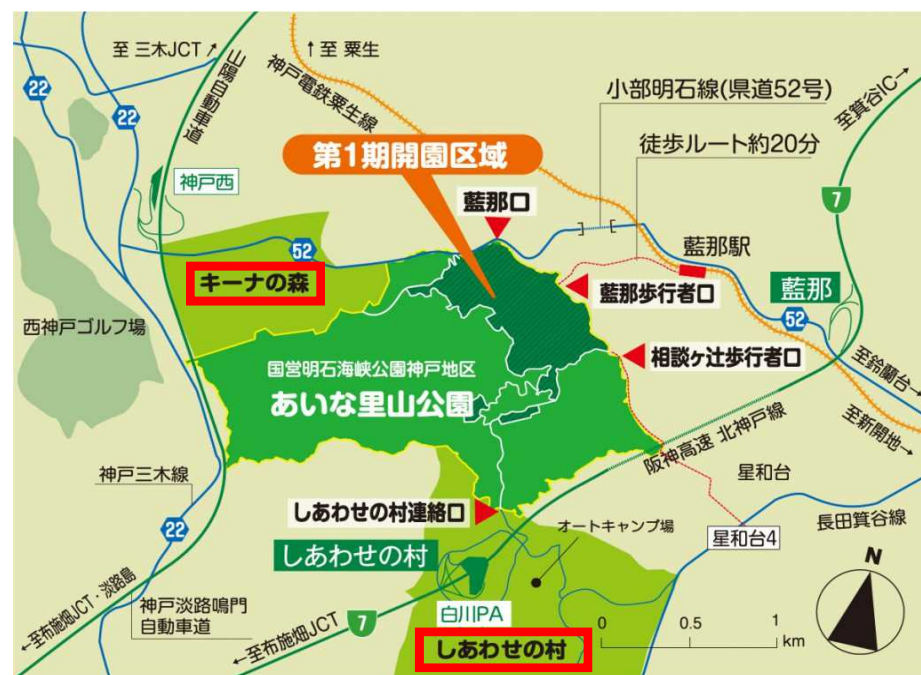 至 三木JCT↗
山陽自動車道
↑至 粟生
神戸電鉄粟生線
22
22
小部明石線(県道52号)
至箕谷IC→
第1期開園区域
徒歩ルート約20分
神戸西
藍那口
7
52
藍那駅
キーナの森
藍那歩行者口
藍那
西神戸ゴルフ場
52
相談ヶ辻歩行者口
国営明石海峡公園神戸地区
あいな里山公園
至鈴蘭台→
至新開地→
阪神高速 北神戸線
神戸三木線
星和台
しあわせの村連絡口
オートキャンプ場
長田箕谷線
22
しあわせの村
星和台4
N
←至布施畑JCT・淡路島
神戸淡路鳴門
自動車道
7
白川PA
0 0.5 1
km
←至布施畑JCT
しあわせの村